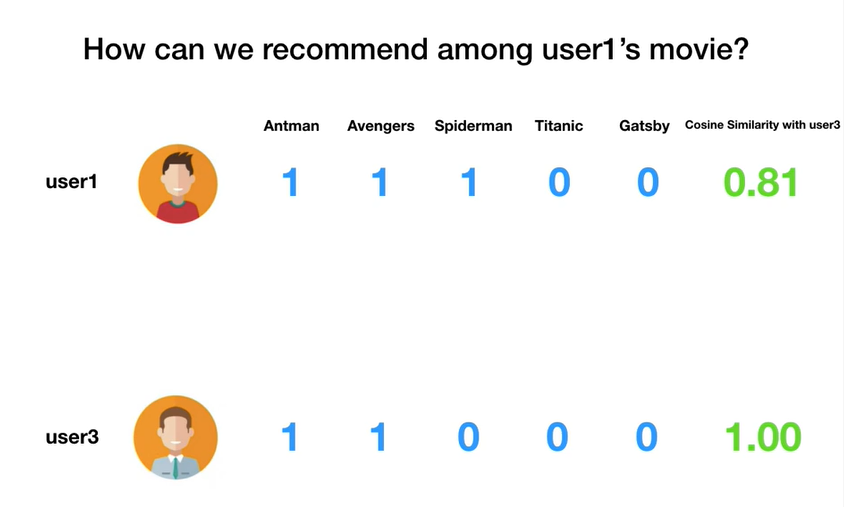 How can we recommend among user1’s movie?
Antman Avengers Spiderman Titanic Gatsby Cosine Similarity with user3
user1 1 1 1 0 0 0.81
user3 1 1 0 0 0 1.00